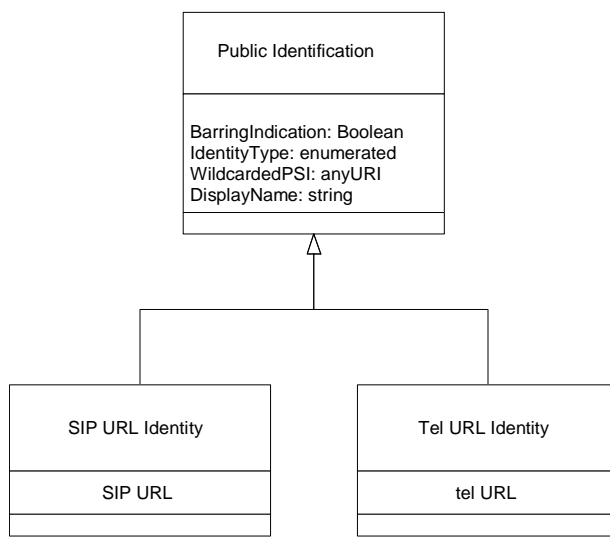 Public Identification
BarringIndication: Boolean
IdentityType: enumerated
WildcardedPSI: anyURI
DisplayName: string
SIP URL Identity
SIP URL
Tel URL Identity
tel URL